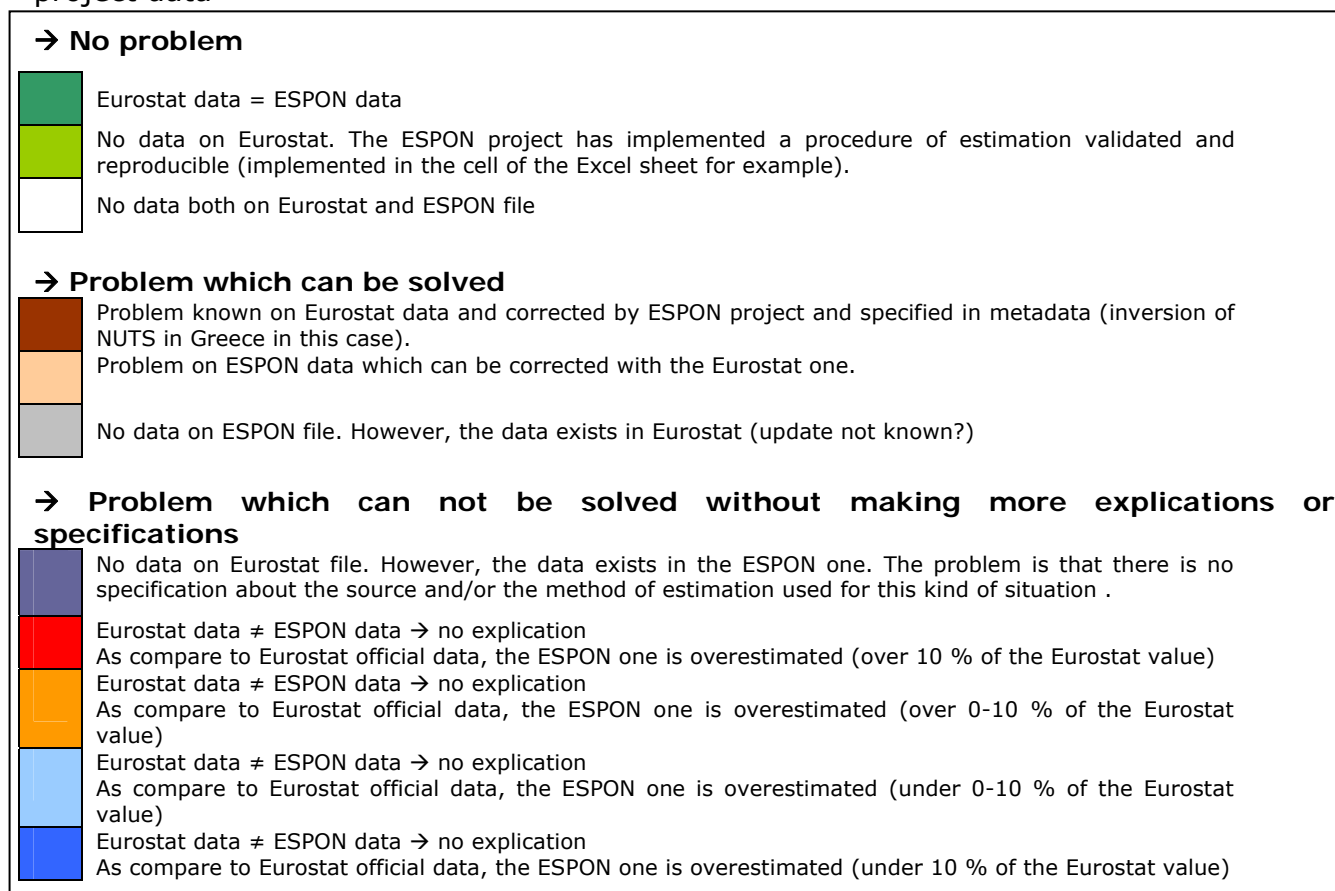 project data
→ No problem
Eurostat data = ESPON data
No data on Eurostat. The ESPON project has implemented a procedure of estimation validated and
reproducible (implemented in the cell of the Excel sheet for example).
No data both on Eurostat and ESPON file
→ Problem which can be solved
Problem known on Eurostat data and corrected by ESPON project and specified in metadata (inversion of
NUTS in Greece in this case).
Problem on ESPON data which can be corrected with the Eurostat one.
No data on ESPON file. However, the data exists in Eurostat (update not known?)
→ Problem which can not be solved without making more explications or
specifications
No data on Eurostat file. However, the data exists in the ESPON one. The problem is that there is no
specification about the source and/or the method of estimation used for this kind of situation .
Eurostat data ≠ ESPON data → no explication
As compare to Eurostat official data, the ESPON one is overestimated (over 10 % of the Eurostat value)
Eurostat data ≠ ESPON data → no explication
As compare to Eurostat official data, the ESPON one is overestimated (over 0-10 % of the Eurostat
value)
Eurostat data ≠ ESPON data → no explication
As compare to Eurostat official data, the ESPON one is overestimated (under 0-10 % of the Eurostat
value)
Eurostat data ≠ ESPON data → no explication
As compare to Eurostat official data, the ESPON one is overestimated (under 10 % of the Eurostat value)